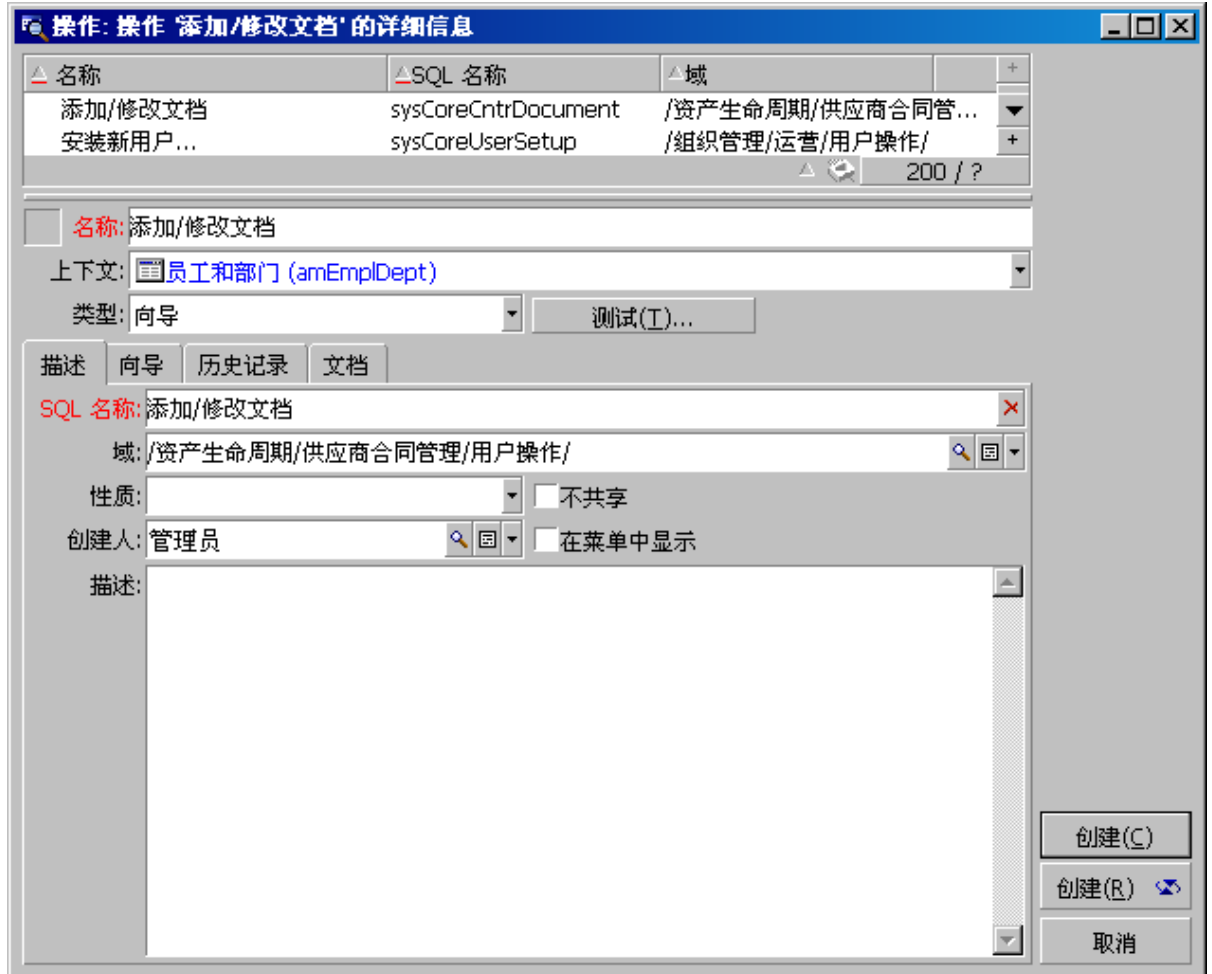 操作: 操作 '添加/修改文档' 的详细信息
名称 SQL 名称 域
添加/修改文档 sysCoreCntrDocument /资产生命周期/供应商合同管...
安装新用户... sysCoreUserSetup /组织管理/运营/用户操作/
200 / ?
名称: 添加/修改文档
上下文: 员工和部门 (amEmplDept)
类型: 向导 测试(T)...
描述 向导 历史记录 文档
SQL 名称: 添加/修改文档
域: /资产生命周期/供应商合同管理/用户操作/
性质: 不共享
创建人: 管理员 在菜单中显示
描述:
创建(C)
创建(R)
取消